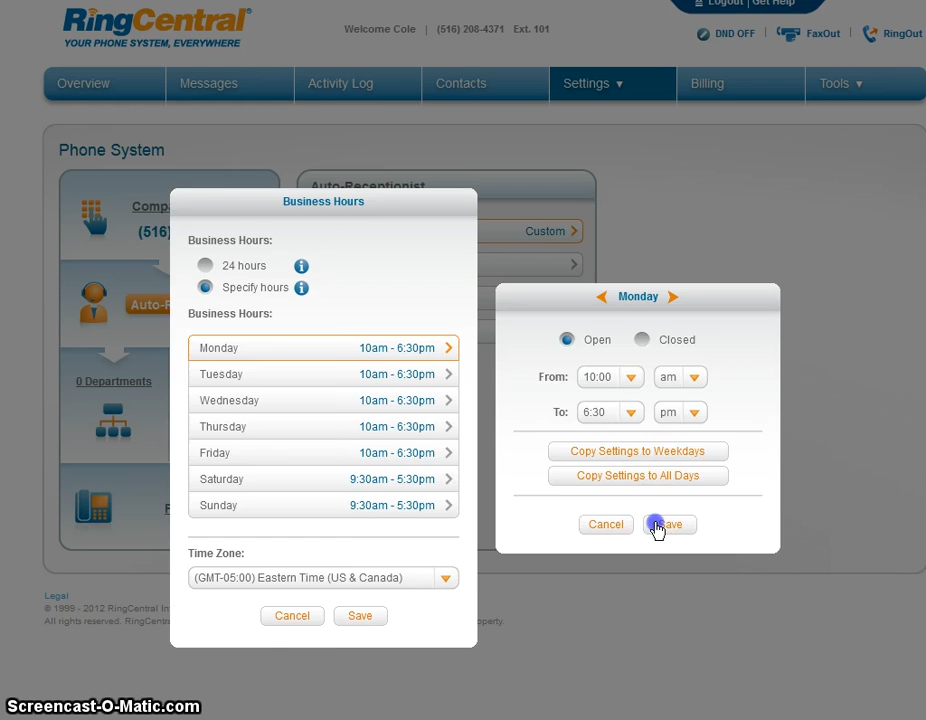 Logout | Get Help
RingCentral®
YOUR PHONE SYSTEM, EVERYWHERE
Welcome Cole | (516) 208-4371 Ext. 101
DND OFF | FaxOut | RingOut
Overview Messages Activity Log Contacts Settings Billing Tools
Phone System
Auto-Receptionist
Custom
(516)
0 Departments
Business Hours
Business Hours:
24 hours
Specify hours
Business Hours:
Monday 10am - 6:30pm
Tuesday 10am - 6:30pm
Wednesday 10am - 6:30pm
Thursday 10am - 6:30pm
Friday 10am - 6:30pm
Saturday 9:30am - 5:30pm
Sunday 9:30am - 5:30pm
Time Zone:
(GMT-05:00) Eastern Time (US & Canada)
Cancel Save
Monday
Open Closed
From: 10:00 am
To: 6:30 pm
Copy Settings to Weekdays
Copy Settings to All Days
Cancel Save
Legal
© 1999 - 2012 RingCentral
All rights reserved.
Screencast-O-Matic.com